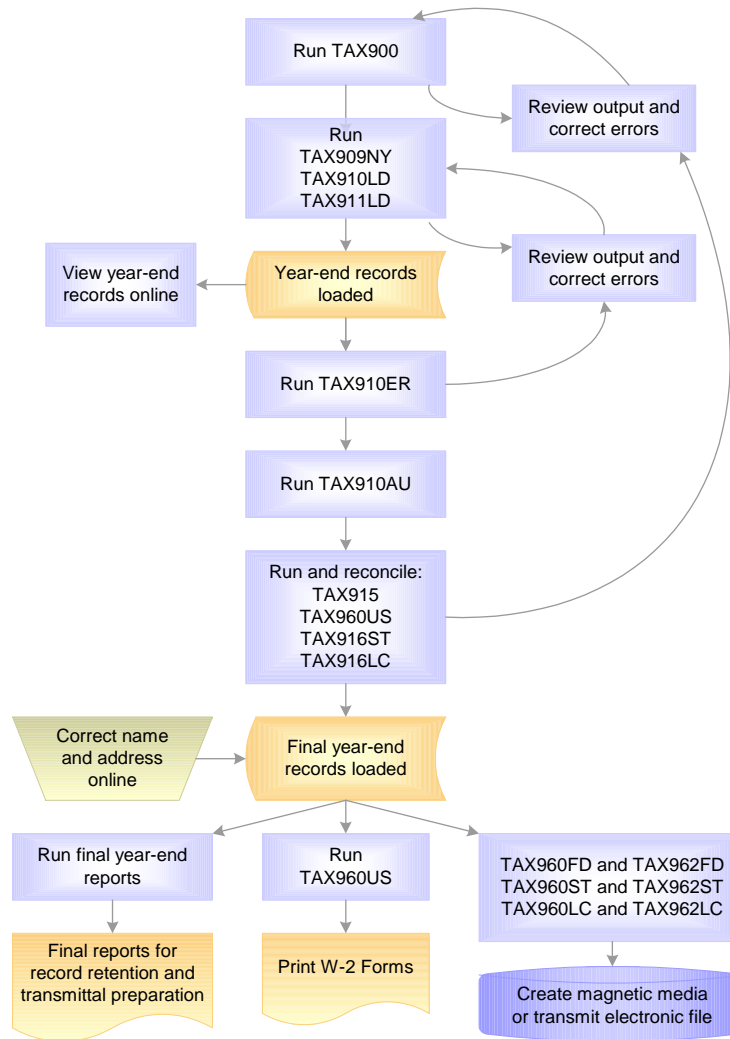 Run TAX900
Review output and
correct errors
Run
TAX909NY
TAX910LD
TAX911LD
View year-end
records online
Year-end records
loaded
Review output and
correct errors
Run TAX910ER
Run TAX910AU
Run and reconcile:
TAX915
TAX960US
TAX916ST
TAX916LC
Correct name
and address
online
Final year-end
records loaded
Run final year-end
reports
Run
TAX960US
TAX960FD and TAX962FD
TAX960ST and TAX962ST
TAX960LC and TAX962LC
Final reports for
record retention and
transmittal preparation
Print W-2 Forms
Create magnetic media
or transmit electronic file